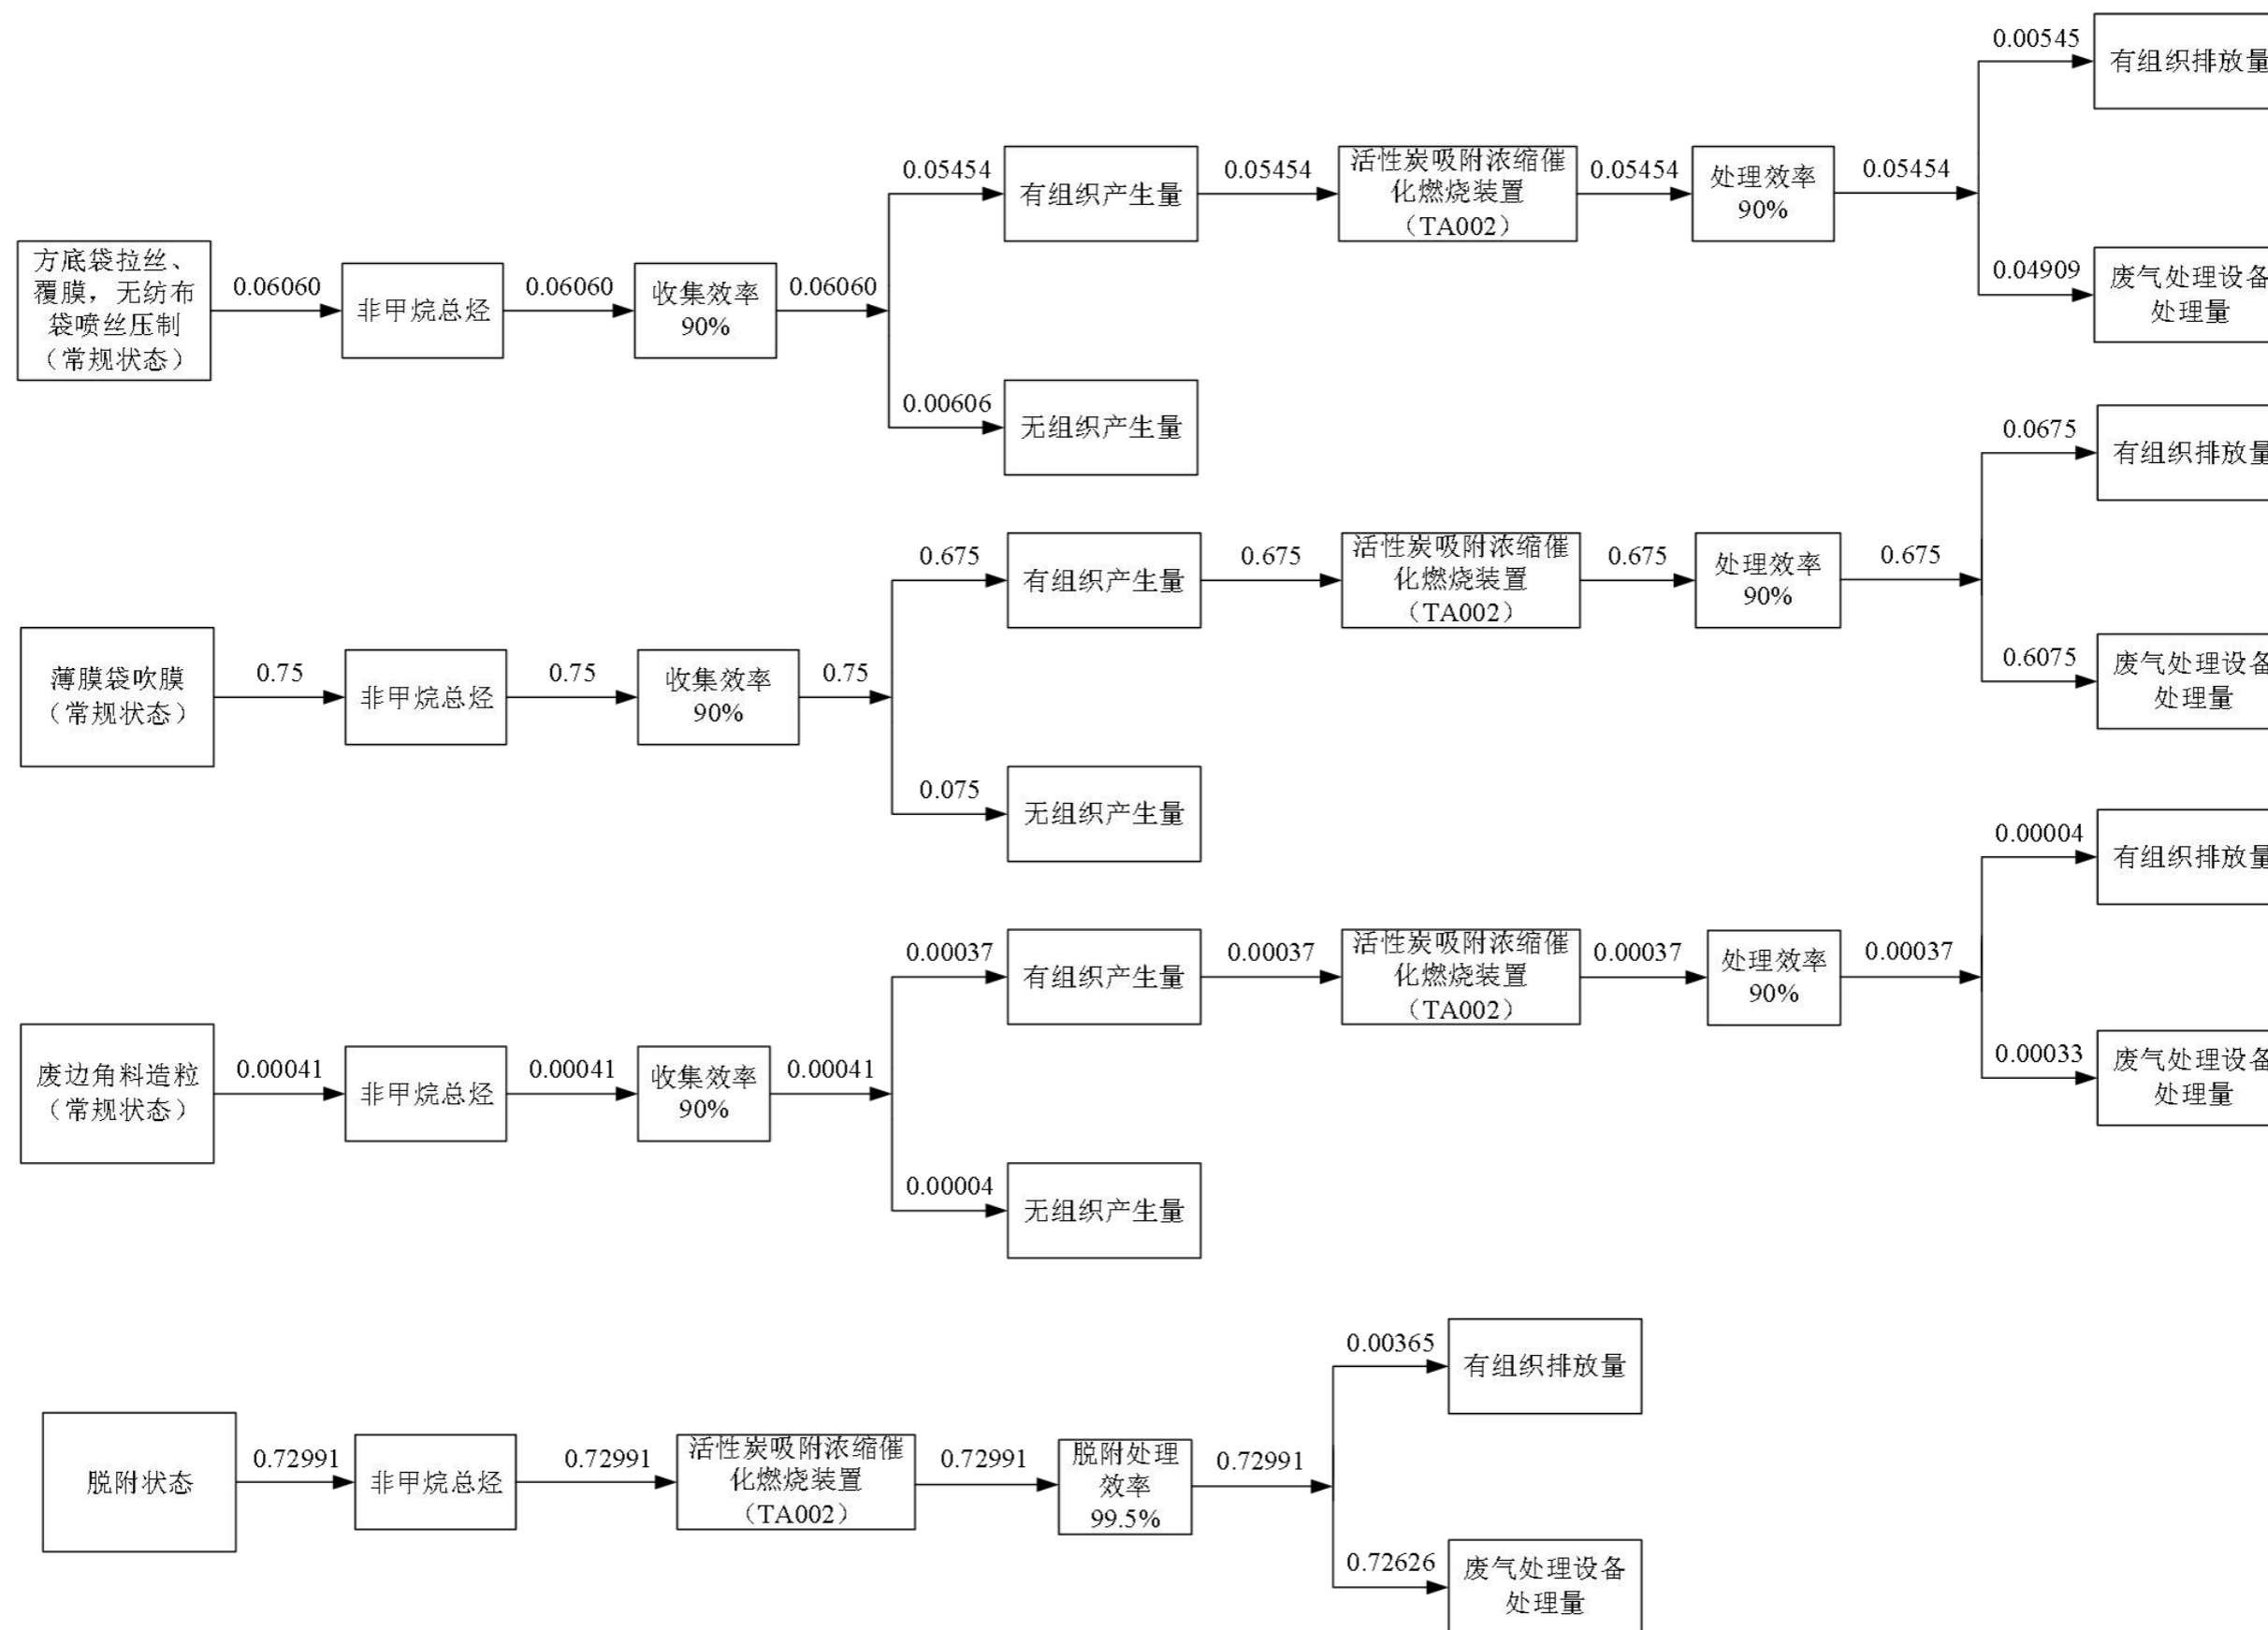 0.00545
有组织排放量
0.05454
有组织产生量
0.05454
活性炭吸附浓缩催
化燃烧装置
（TA002）
0.05454
处理效率
90%
0.05454
方底袋拉丝、
覆膜，无纺布
袋喷丝压制
（常规状态）
0.06060
非甲烷总烃
0.06060
收集效率
90%
0.06060
0.04909
废气处理设备
处理量
0.00606
无组织产生量
0.0675
有组织排放量
0.675
有组织产生量
0.675
活性炭吸附浓缩催
化燃烧装置
（TA002）
0.675
处理效率
90%
0.675
薄膜袋吹膜
（常规状态）
0.75
非甲烷总烃
0.75
收集效率
90%
0.75
0.6075
废气处理设备
处理量
0.075
无组织产生量
0.00004
有组织排放量
0.00037
有组织产生量
0.00037
活性炭吸附浓缩催
化燃烧装置
（TA002）
0.00037
处理效率
90%
0.00037
废边角料造粒
（常规状态）
0.00041
非甲烷总烃
0.00041
收集效率
90%
0.00041
0.00033
废气处理设备
处理量
0.00004
无组织产生量
0.00365
有组织排放量
脱附状态
0.72991
非甲烷总烃
0.72991
活性炭吸附浓缩催
化燃烧装置
（TA002）
0.72991
脱附处理
效率
99.5%
0.72991
0.72626
废气处理设备
处理量